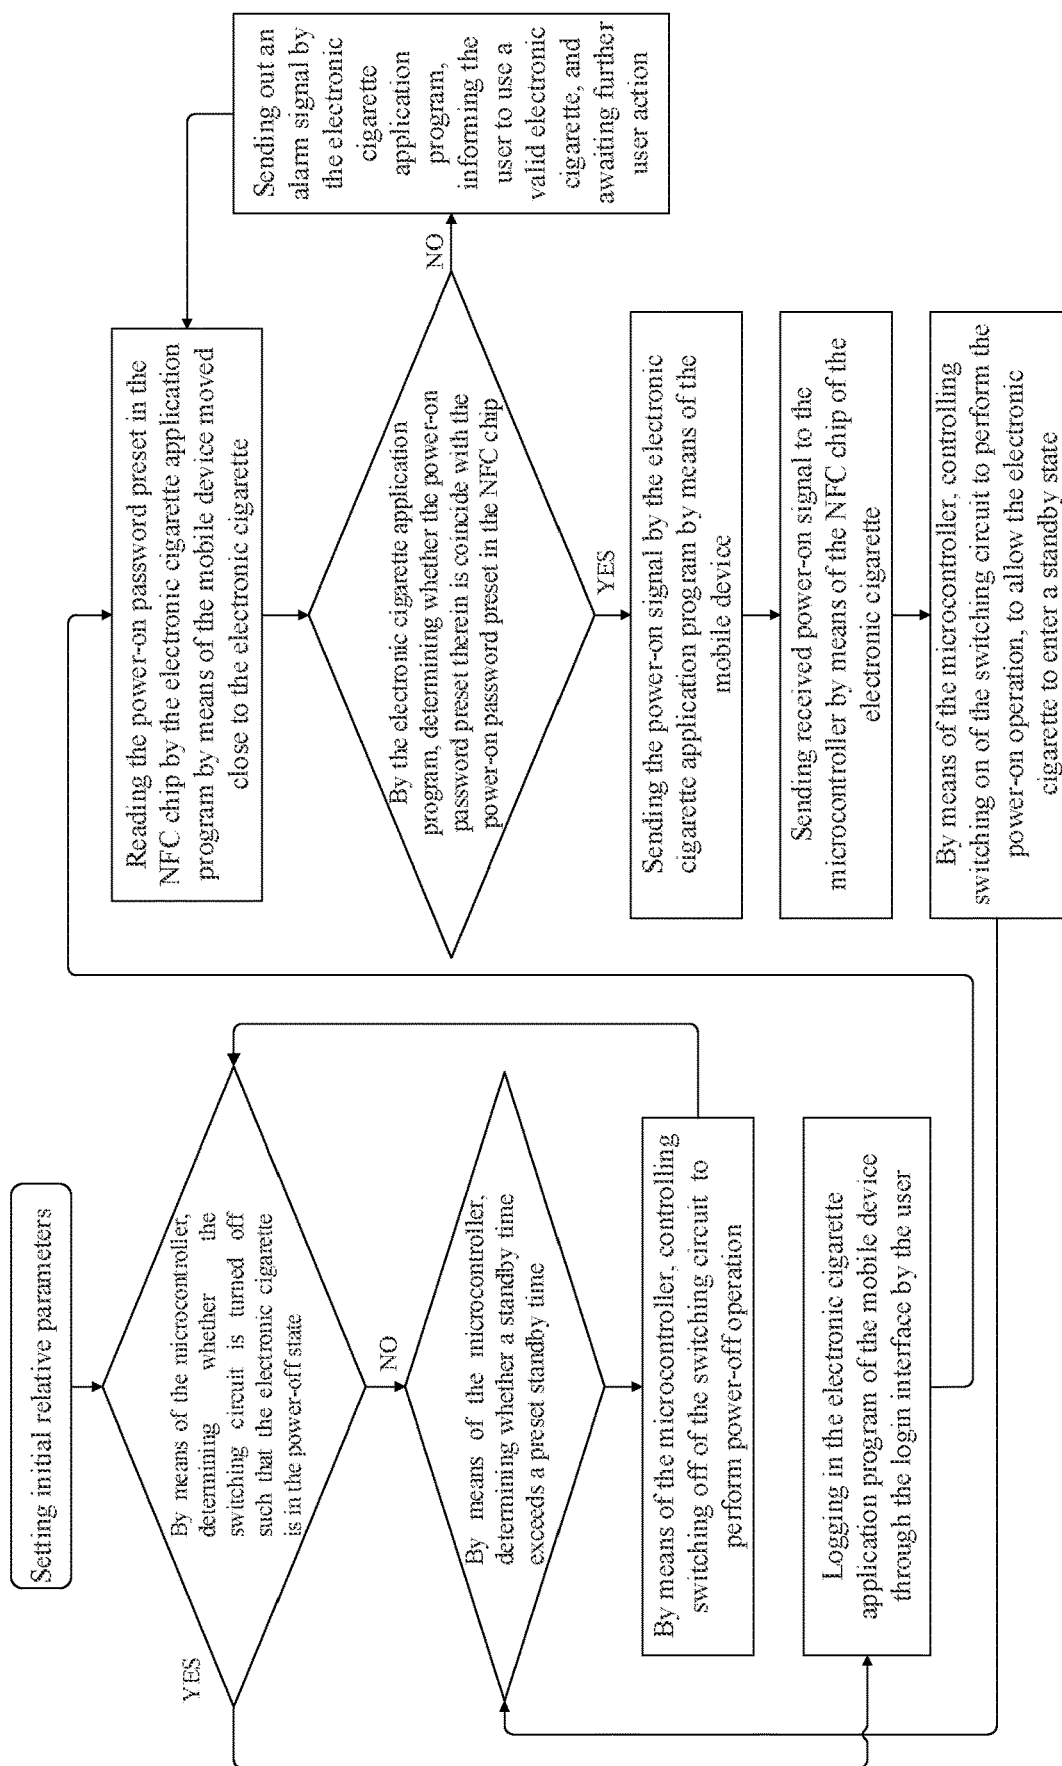 Setting initial relative parameters
By means of the microcontroller,
determining whether the
switching circuit is turned off
such that the electronic cigarette
is in the power-off state
YES
NO
By means of the microcontroller,
determining whether a standby time
exceeds a preset standby time
By means of the microcontroller, controlling
switching off of the switching circuit to
perform power-off operation
Logging in the electronic cigarette
application program of the mobile device
through the login interface by the user
Reading the power-on password preset in the
NFC chip by the electronic cigarette application
program by means of the mobile device moved
close to the electronic cigarette
By the electronic cigarette application
program, determining whether the power-on
password preset therein is coincide with the
power-on password preset in the NFC chip
NO
YES
Sending out an
alarm signal by
the electronic
cigarette
application
program,
informing the
user to use a
valid electronic
cigarette, and
awaiting further
user action
Sending the power-on signal by the electronic
cigarette application program by means of the
mobile device
Sending received power-on signal to the
microcontroller by means of the NFC chip of the
electronic cigarette
By means of the microcontroller, controlling
switching on of the switching circuit to perform the
power-on operation, to allow the electronic
cigarette to enter a standby state